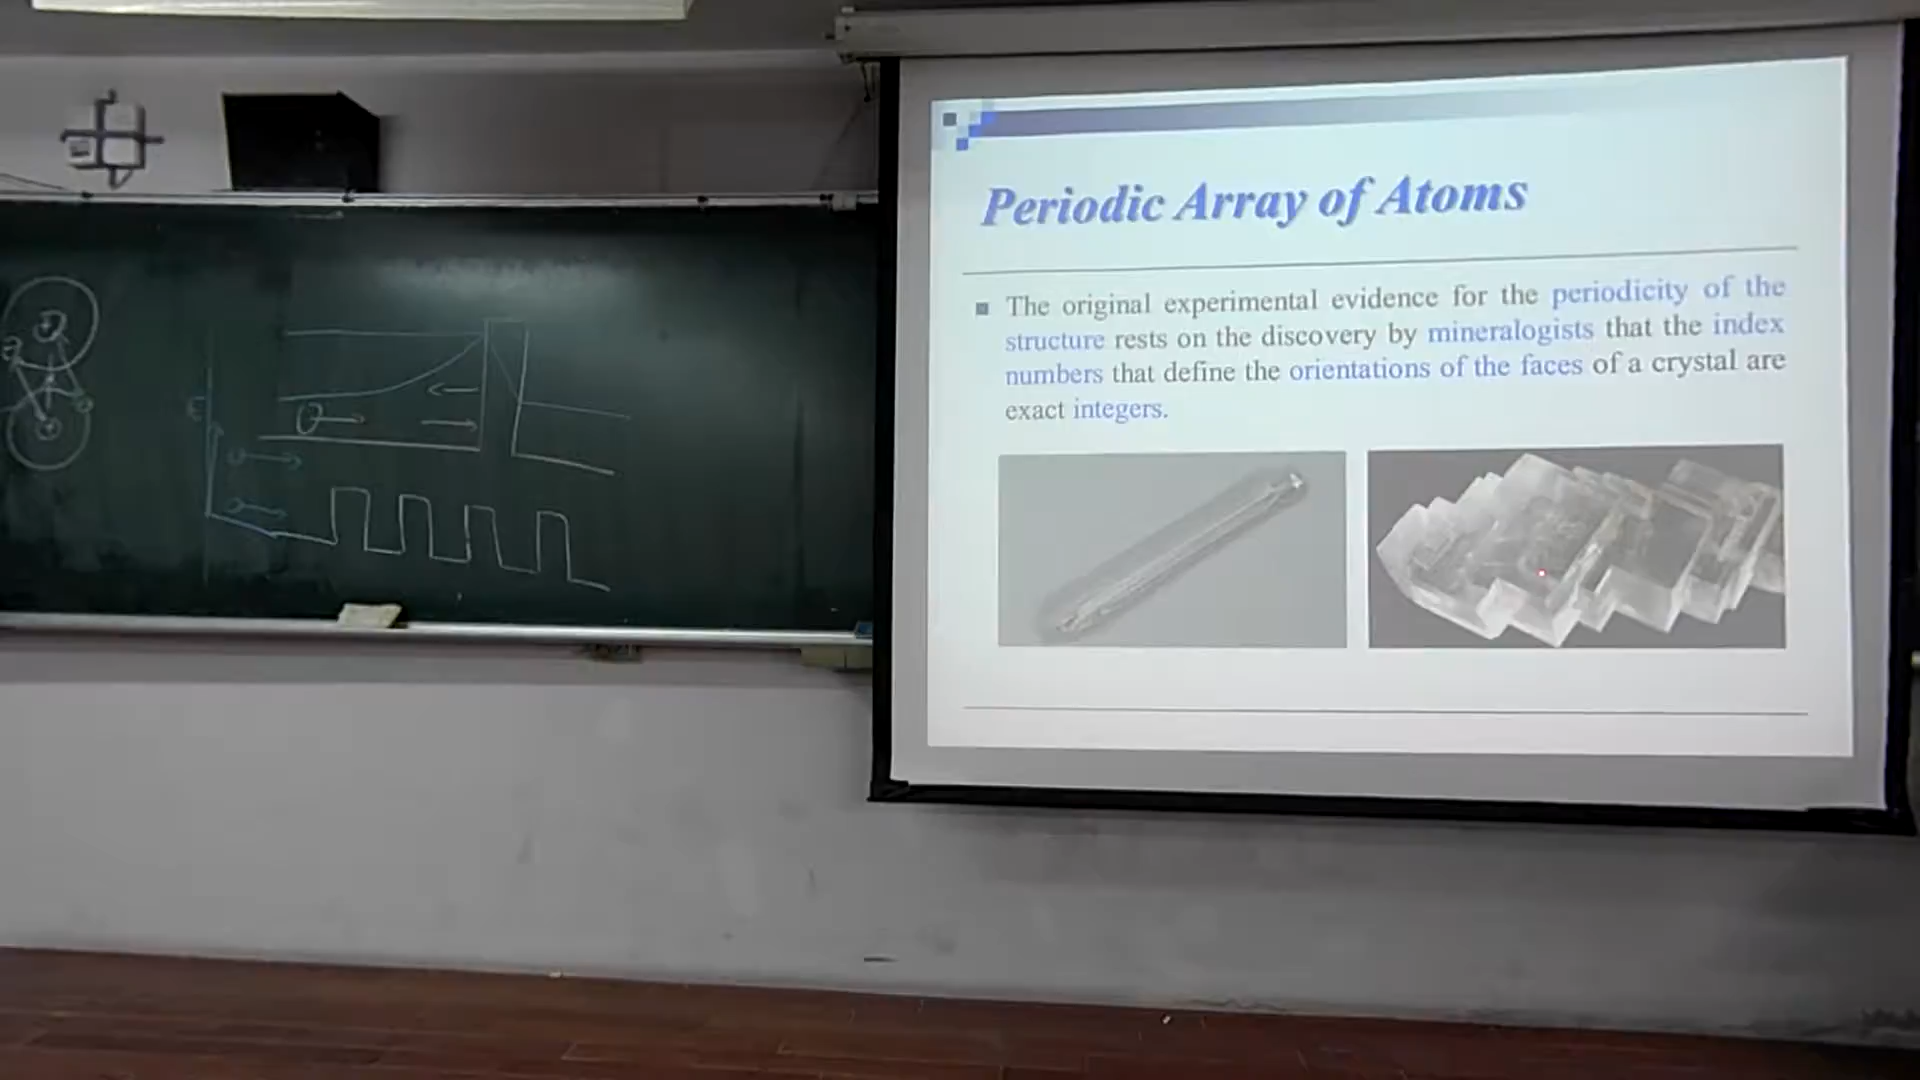 Periodic Array of Atoms
The original experimental evidence for the periodicity of the
structure rests on the discovery by mineralogists that the index
numbers that define the orientations of the faces of a crystal are
exact integers.